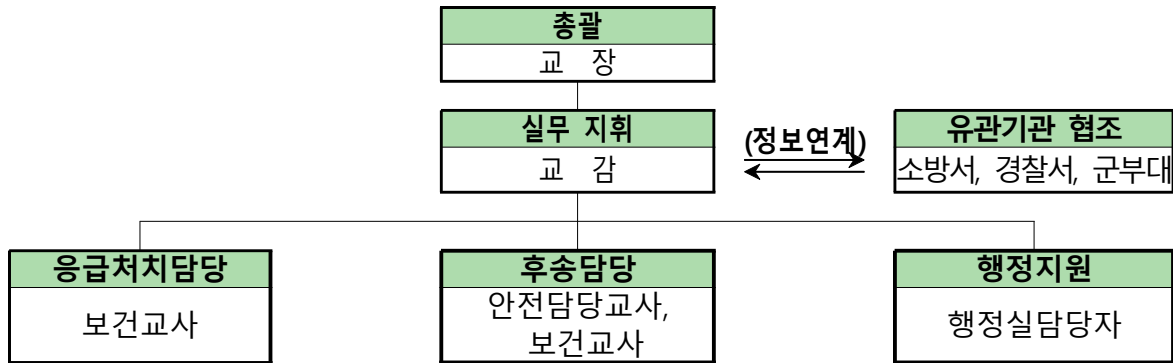 총괄
교 장
실무 지휘
교 감
(정보연계)
유관기관 협조
소방서, 경찰서, 군부대
응급처치담당
보건교사
후송담당
안전담당교사,
보건교사
행정지원
행정실담당자